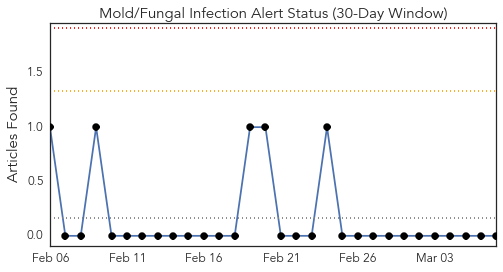 Mold/Fungal Infection Alert Status (30-Day Window)
Articles Found
1.5
1.0
0.5
0.0
Feb 06 Feb 11 Feb 16 Feb 21 Feb 26 Mar 03